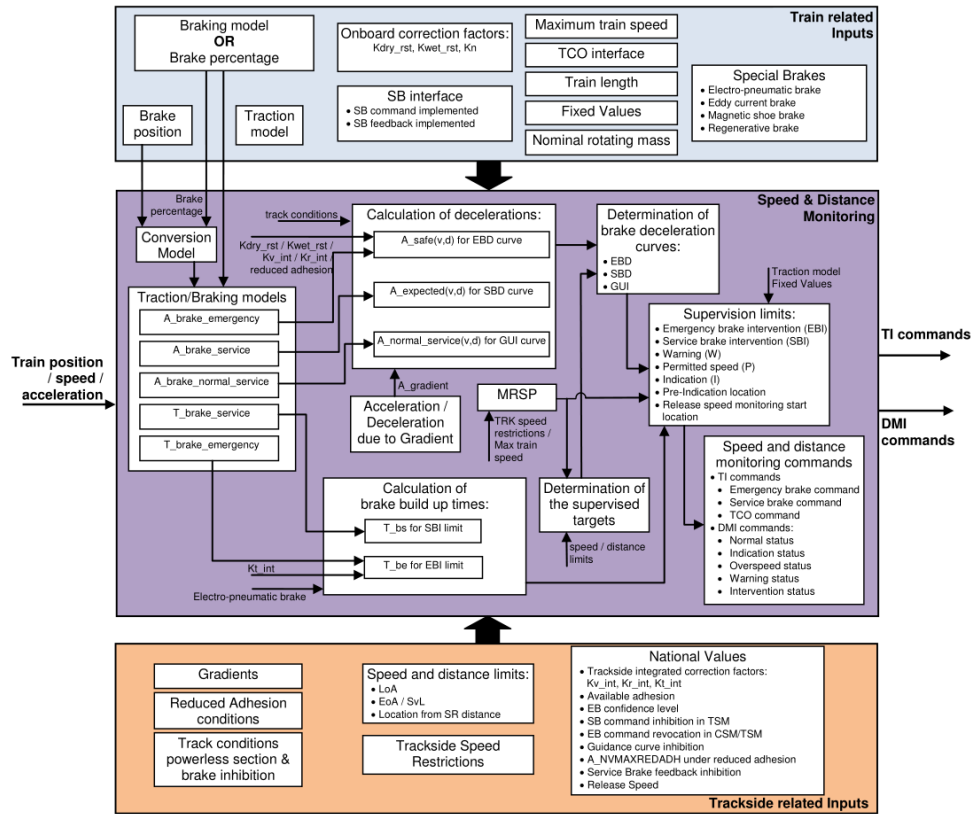 Train related
Inputs
Braking model
OR
Brake percentage
Onboard correction factors:
Kdry_rst, Kwet_rst, Kn
Maximum train speed
TCO interface
Train length
Fixed Values
Nominal rotating mass
Special Brakes
• Electro-pneumatic brake
• Eddy current brake
• Magnetic shoe brake
• Regenerative brake
SB interface
• SB command implemented
• SB feedback implemented
Brake
position
Traction
model
Speed & Distance
Monitoring
Brake
percentage
Conversion
Model
track conditions
Kdry_rst / Kwet_rst /
Kv_int / Kr_int /
reduced adhesion
Calculation of decelerations:
A_safe(v,d) for EBD curve
A_expected(v,d) for SBD curve
A_normal_service(v,d) for GUI curve
Determination of
brake deceleration
curves:
• EBD
• SBD
• GUI
Traction model
Fixed Values
Traction/Braking models
A_brake_emergency
A_brake_service
A_brake_normal_service
T_brake_service
T_brake_emergency
Supervision limits:
• Emergency brake intervention (EBI)
• Service brake intervention (SBI)
• Warning (W)
• Permitted speed (P)
• Indication (I)
• Pre-Indication location
• Release speed monitoring start
location
Train position
/ speed /
acceleration
TI commands
DMI
commands
A_gradient
Acceleration /
Deceleration
due to Gradient
MRSP
TRK speed
restrictions /
Max train
speed
Calculation of
brake build up times:
T_bs for SBI limit
T_be for EBI limit
Kt_int
Electro-pneumatic brake
Determination of
the supervised
targets
speed / distance
limits
Speed and distance
monitoring commands
• TI commands
• Emergency brake command
• Service brake command
• TCO command
• DMI commands:
• Normal status
• Indication status
• Overspeed status
• Warning status
• Intervention status
Gradients
Reduced Adhesion
conditions
Track conditions
powerless section &
brake inhibition
Speed and distance limits:
• LoA
• EoA / SvL
• Location from SR distance
Trackside Speed
Restrictions
National Values
• Trackside integrated correction factors:
Kv_int, Kr_int, Kt_int
• Available adhesion
• EB confidence level
• SB command inhibition in TSM
• EB command revocation in CSM/TSM
• Guidance curve inhibition
• A_NVMAXREDADH under reduced adhesion
• Service Brake feedback inhibition
• Release Speed
Trackside related Inputs